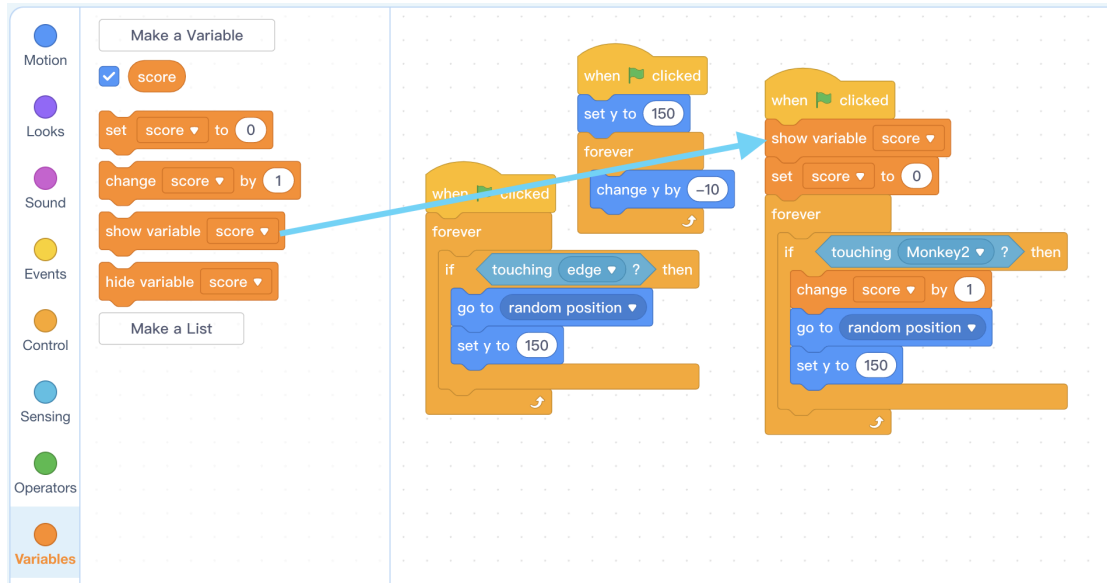 Motion
Looks
Sound
Events
Control
Sensing
Operators
Variables
Make a Variable
score
set score to 0
change score by 1
show variable score
hide variable score
Make a List
when clicked
forever
if touching edge ? then
go to random position
set y to 150
when clicked
set y to 150
forever
change y by –10
when clicked
show variable score
set score to 0
forever
if touching Monkey2 ? then
change score by 1
go to random position
set y to 150